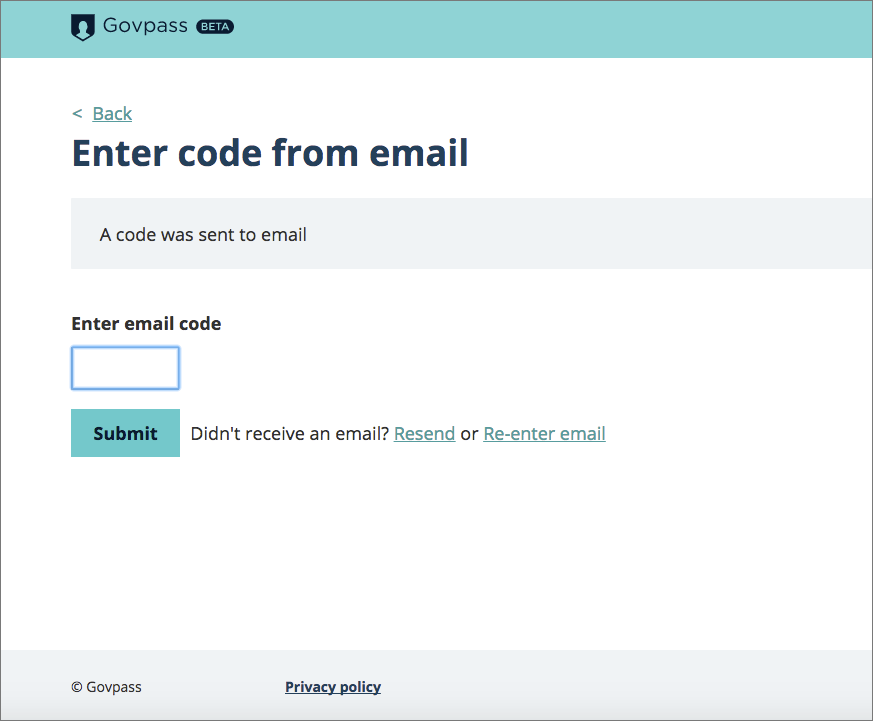 Govpass BETA
< Back
Enter code from email
A code was sent to email
Enter email code
Submit Didn't receive an email? Resend or Re-enter email
© Govpass Privacy policy